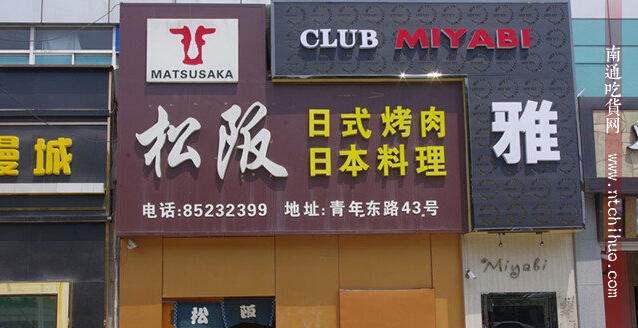 MATSUSAKA
CLUB MIYABI
松阪
日式烤肉
日本料理
雅
电话:85232399 地址:青年东路43号
Miyabi
松 阪
漫城
南通吃货网
www.ntchihuo.com